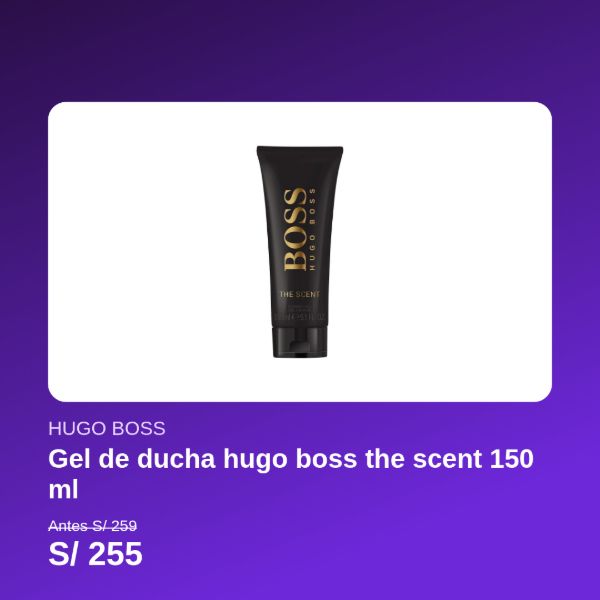 BOSS
HUGO BOSS
THE SCENT
HUGO BOSS
Gel de ducha hugo boss the scent 150
ml
Antes S/ 259
S/ 255